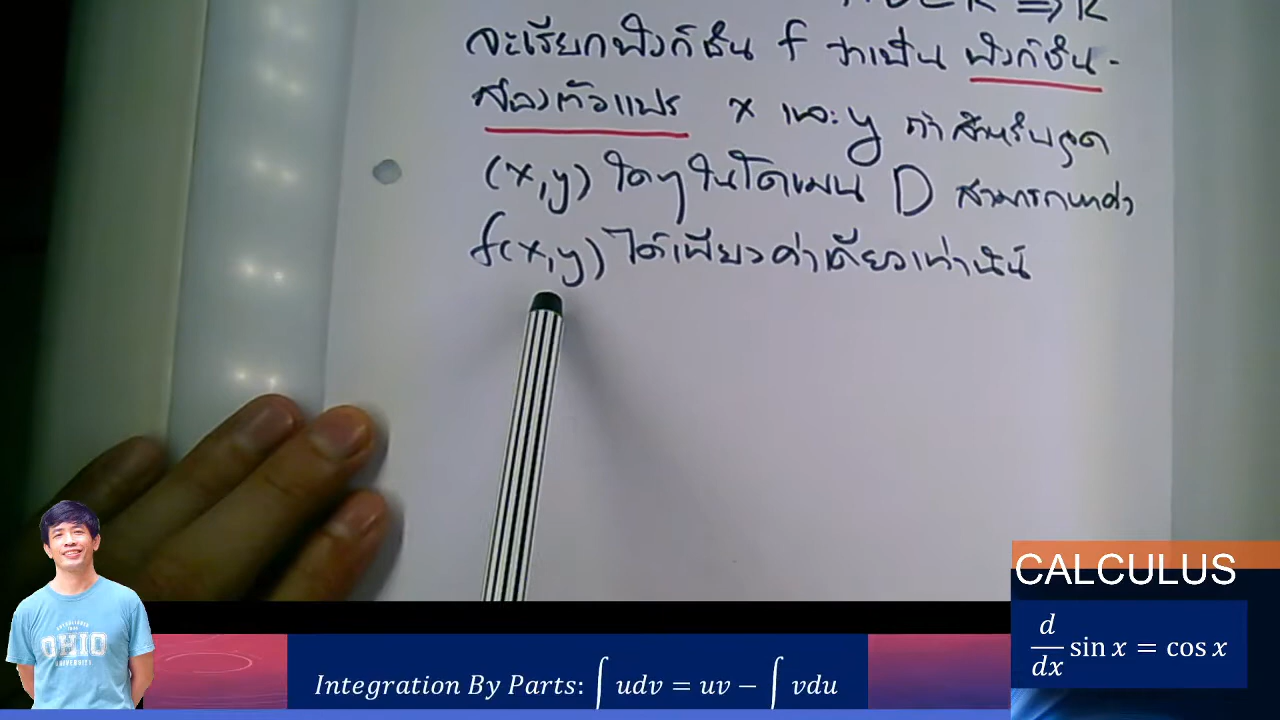 ⊂ R ⇒ R
จะเรียกฟังก์ชัน f ว่าเป็น ฟังก์ชัน-
สองตัวแปร x และ y ถ้าสำหรับจุด
(x,y) ใดๆ ในโดเมน D สามารถหาค่า
f(x,y) ได้เพียงค่าเดียวเท่านั้น
OHIO
UNIVERSITY
Integration By Parts: ∫ udv = uv − ∫ vdu
CALCULUS
d/dx sin x = cos x